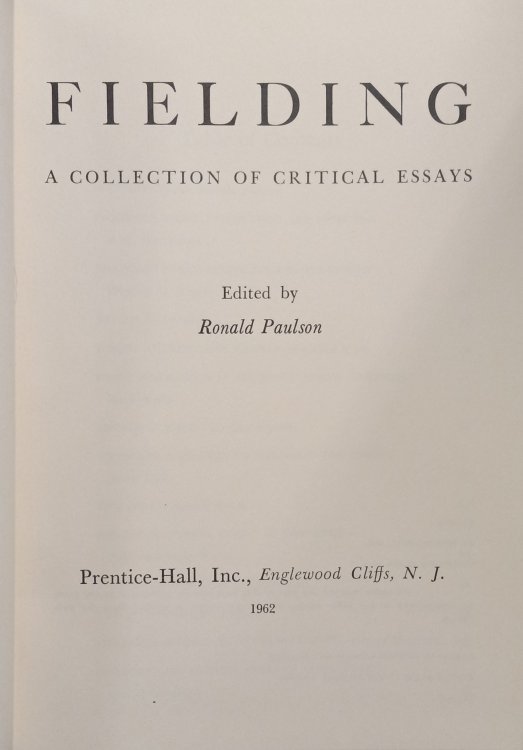 FIELDING
A COLLECTION OF CRITICAL ESSAYS
Edited by
Ronald Paulson
Prentice-Hall, Inc., Englewood Cliffs, N. J.
1962